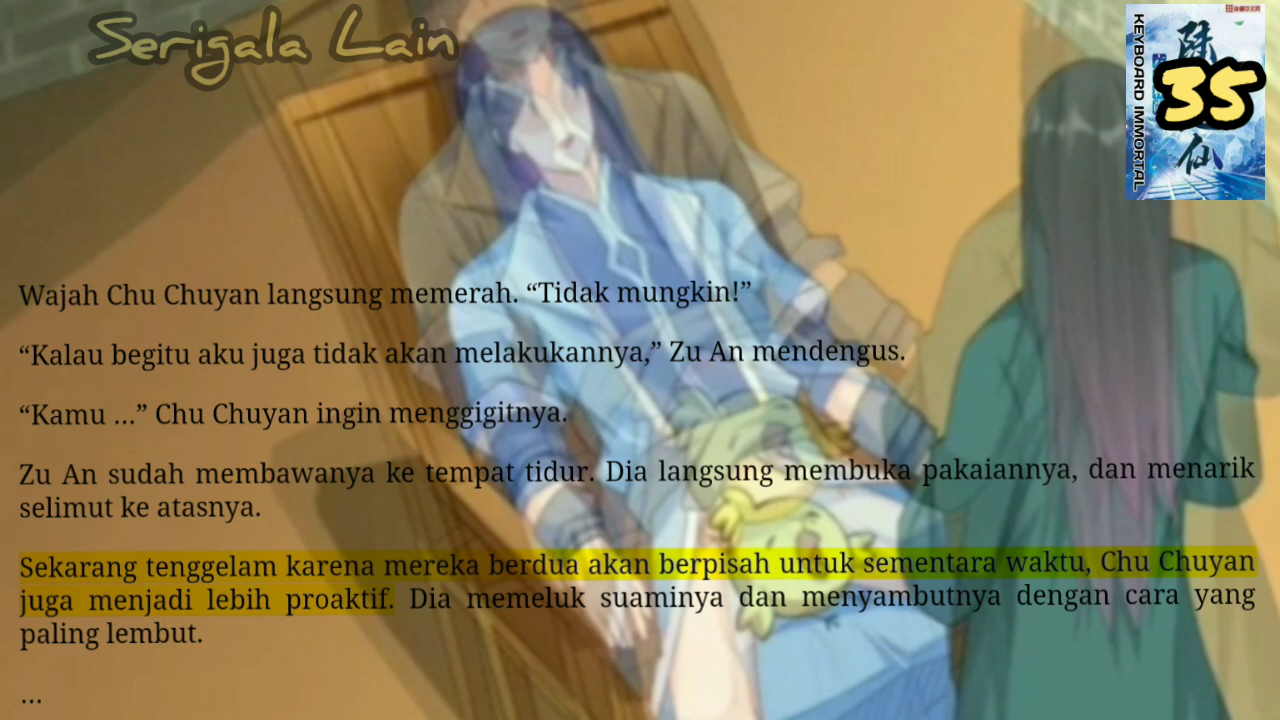 Serigala Lain
KEYBOARD IMMORTAL
35
仙
Wajah Chu Chuyan langsung memerah. “Tidak mungkin!”
“Kalau begitu aku juga tidak akan melakukannya,” Zu An mendengus.
“Kamu ...” Chu Chuyan ingin menggigitnya.
Zu An sudah membawanya ke tempat tidur. Dia langsung membuka pakaiannya, dan menarik
selimut ke atasnya.
Sekarang tenggelam karena mereka berdua akan berpisah untuk sementara waktu, Chu Chuyan
juga menjadi lebih proaktif. Dia memeluk suaminya dan menyambutnya dengan cara yang
paling lembut.
...